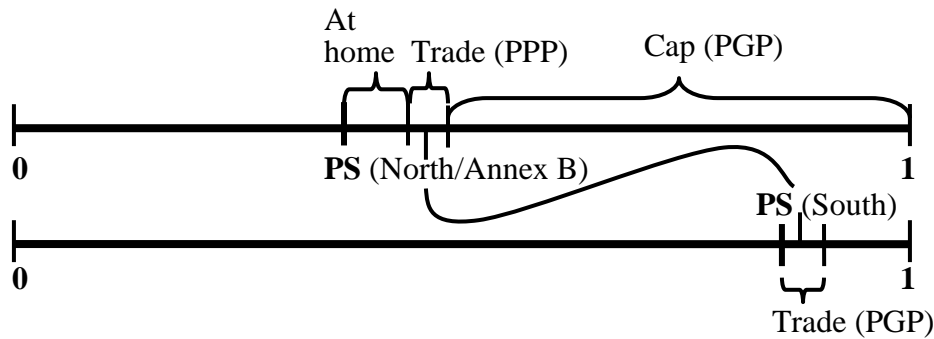 At
home Trade (PPP)
Cap (PGP)
0
PS (North/Annex B)
1
PS (South)
0
1
Trade (PGP)